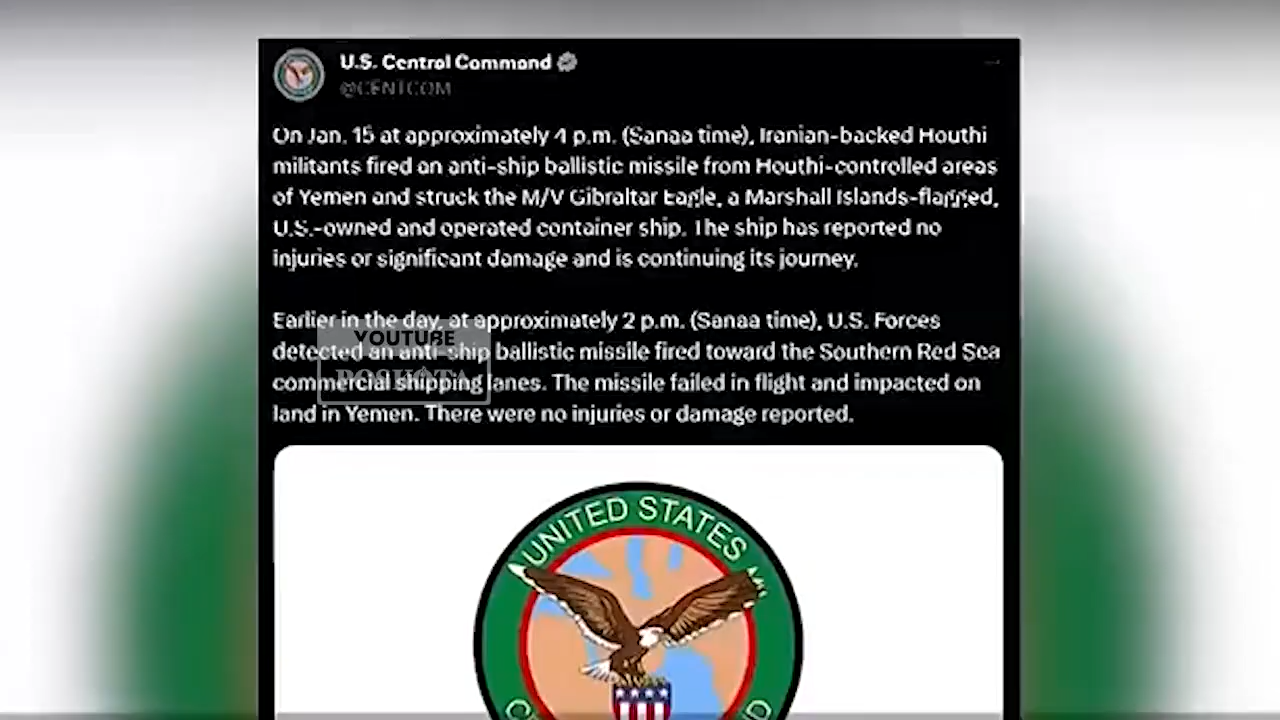 U.S. Central Command
@CENTCOM
On Jan. 15 at approximately 4 p.m. (Sanaa time), Iranian-backed Houthi
militants fired an anti-ship ballistic missile from Houthi-controlled areas
of Yemen and struck the M/V Gibraltar Eagle, a Marshall Islands-flagged,
U.S.-owned and operated container ship. The ship has reported no
injuries or significant damage and is continuing its journey.
Earlier in the day, at approximately 2 p.m. (Sanaa time), U.S. Forces
detected an anti-ship ballistic missile fired toward the Southern Red Sea
commercial shipping lanes. The missile failed in flight and impacted on
land in Yemen. There were no injuries or damage reported.
YOUTUBE
POSKOTA
UNITED STATES